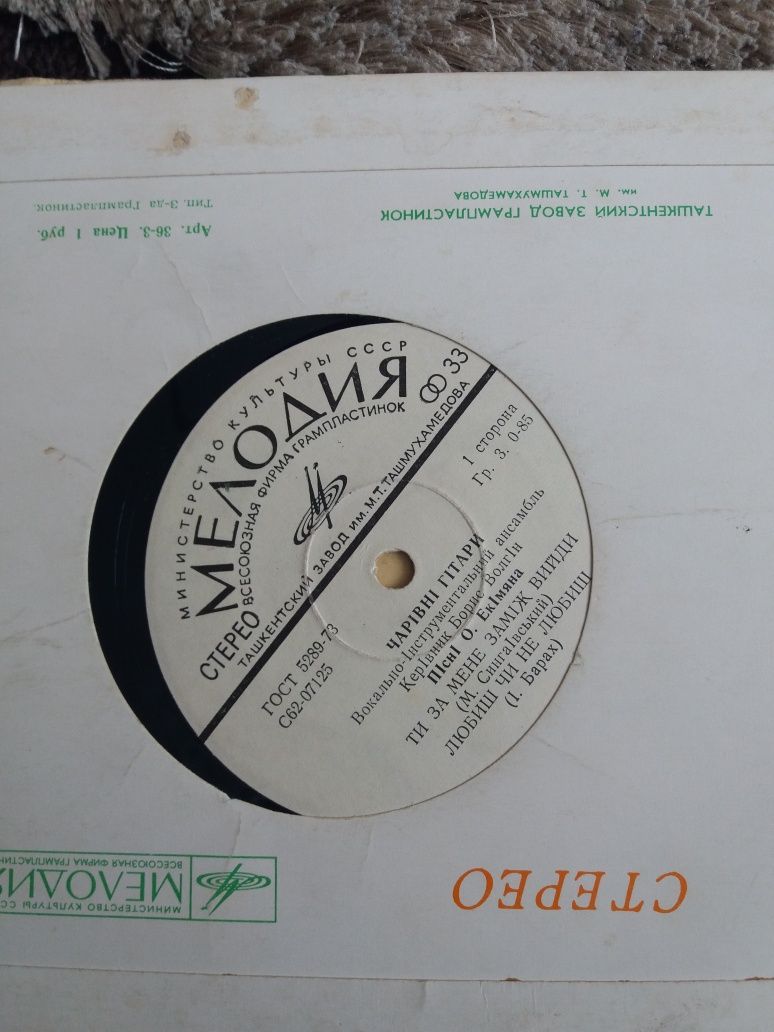 ТАШКЕНТСКИЙ ЗАВОД ГРАМПЛАСТИНОК
им. М. Т. ТАШМУХАМЕДОВА
Арт. 36-3. Цена 1 руб.
Тип. З-да Грампластинок.
МИНИСТЕРСТВО КУЛЬТУРЫ СССР
МЕЛОДИЯ
ВСЕСОЮЗНАЯ ФИРМА ГРАМПЛАСТИНОК
СТЕРЕО
33
ТАШКЕНТСКИЙ ЗАВОД ИМ. М.Т. ТАШМУХАМЕДОВА
ГОСТ 5289-73
С62-07125
1 сторона
Гр. 3. 0-85
ЧАРІВНІ ГІТАРИ
Вокально-Інструментальний ансамбль
КерІвник Борис ВолгІн
ПІснІ О. ЕкІмяна
ТИ ЗА МЕНЕ ЗАМІЖ ВИЙДИ
(М. СингаЇвський)
ЛЮБИШ ЧИ НЕ ЛЮБИШ
(І. Барах)
СТЕРЕО
МИНИСТЕРСТВО КУЛЬТУРЫ СС
МЕЛОДИЯ
ВСЕСОЮЗНАЯ ФИРМА ГРАМПЛАСТИН